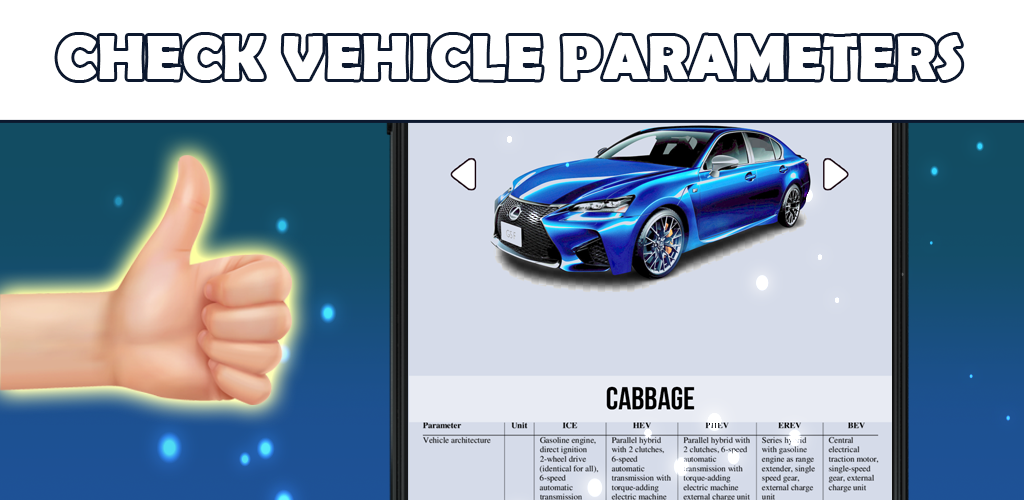 CHECK VEHICLE PARAMETERS
GS F
CABBAGE
Parameter Unit ICE HEV PHEV EREV BEV
Vehicle architecture Gasoline engine, Parallel hybrid Parallel hybrid with Series hybrid Central
direct ignition with 2 clutches, 2 clutches, 6-speed with gasoline electrical
2-wheel drive 6-speed automatic engine as range traction motor,
(identical for all), automatic transmission with extender, single single-speed
6-speed transmission with torque-adding speed gear, gear, external
automatic torque-adding electric machine external charge charge unit
transmission electric machine external charge unit unit